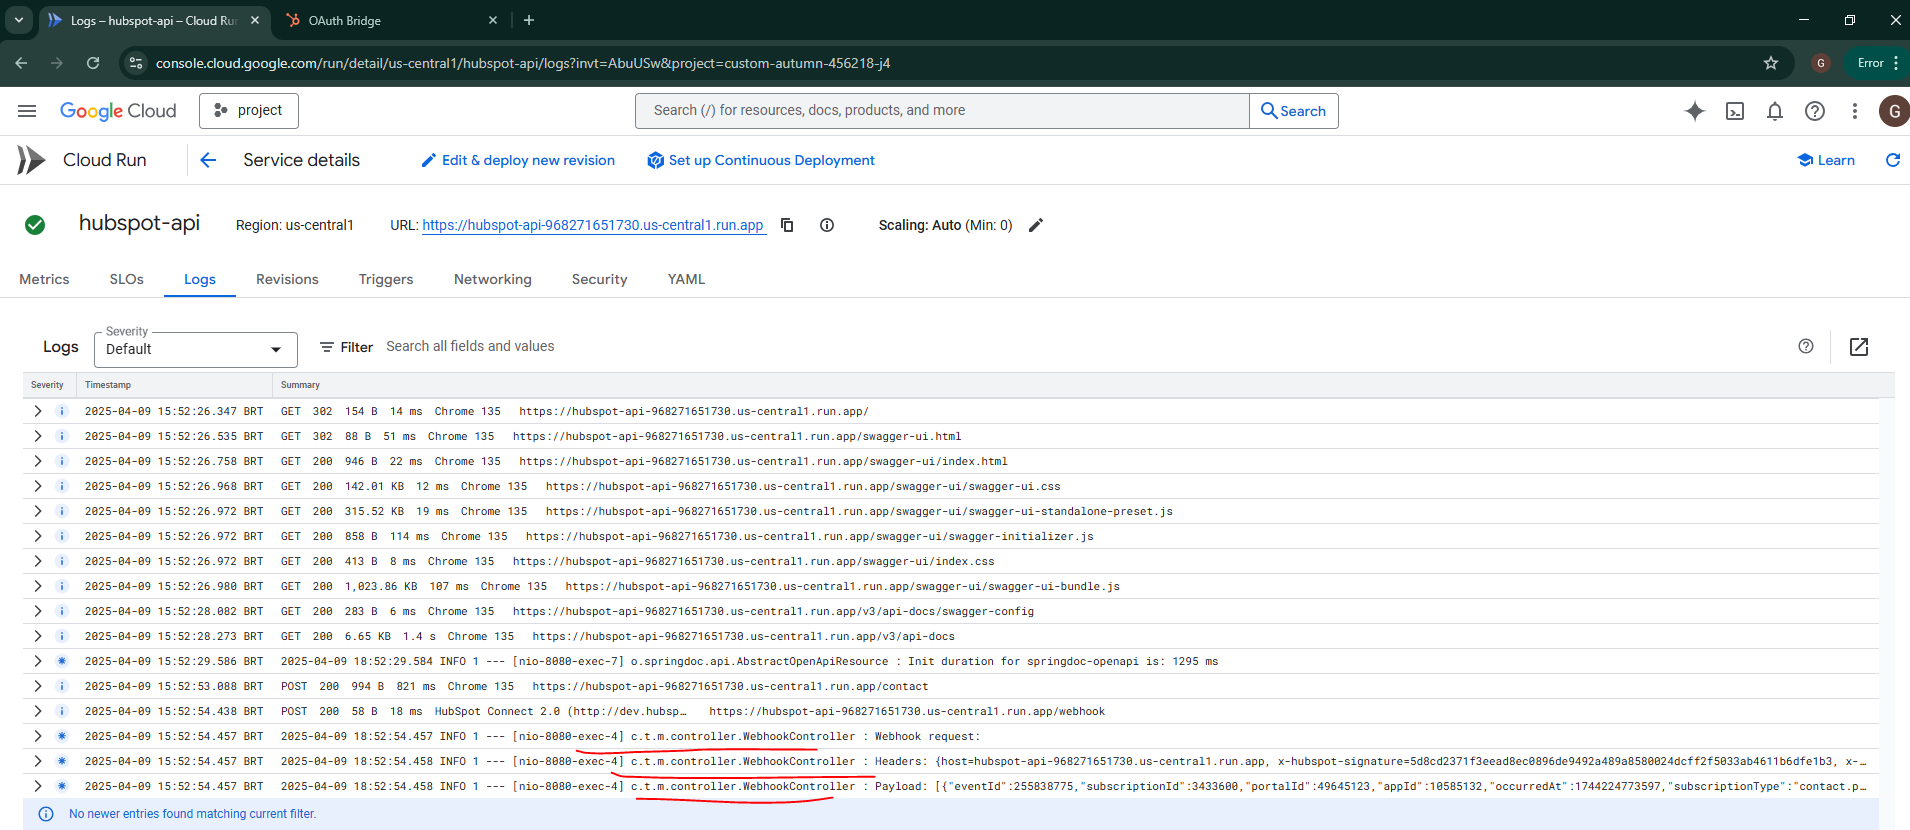 Logs – hubspot-api – Cloud Ru
OAuth Bridge
console.cloud.google.com/run/detail/us-central1/hubspot-api/logs?invt=AbuUSw&project=custom-autumn-456218-j4
G
Error
Google Cloud
project
Search (/) for resources, docs, products, and more
Search
G
Cloud Run
Service details
Edit & deploy new revision
Set up Continuous Deployment
Learn
hubspot-api
Region: us-central1
URL: https://hubspot-api-968271651730.us-central1.run.app
Scaling: Auto (Min: 0)
Metrics
SLOs
Logs
Revisions
Triggers
Networking
Security
YAML
Logs
Severity
Default
Filter
Search all fields and values
Severity Timestamp Summary
2025-04-09 15:52:26.347 BRT GET 302 154 B 14 ms Chrome 135 https://hubspot-api-968271651730.us-central1.run.app/
2025-04-09 15:52:26.535 BRT GET 302 88 B 51 ms Chrome 135 https://hubspot-api-968271651730.us-central1.run.app/swagger-ui.html
2025-04-09 15:52:26.758 BRT GET 200 946 B 22 ms Chrome 135 https://hubspot-api-968271651730.us-central1.run.app/swagger-ui/index.html
2025-04-09 15:52:26.968 BRT GET 200 142.01 KB 12 ms Chrome 135 https://hubspot-api-968271651730.us-central1.run.app/swagger-ui/swagger-ui.css
2025-04-09 15:52:26.972 BRT GET 200 315.52 KB 19 ms Chrome 135 https://hubspot-api-968271651730.us-central1.run.app/swagger-ui/swagger-ui-standalone-preset.js
2025-04-09 15:52:26.972 BRT GET 200 858 B 114 ms Chrome 135 https://hubspot-api-968271651730.us-central1.run.app/swagger-ui/swagger-initializer.js
2025-04-09 15:52:26.972 BRT GET 200 413 B 8 ms Chrome 135 https://hubspot-api-968271651730.us-central1.run.app/swagger-ui/index.css
2025-04-09 15:52:26.980 BRT GET 200 1,023.86 KB 107 ms Chrome 135 https://hubspot-api-968271651730.us-central1.run.app/swagger-ui/swagger-ui-bundle.js
2025-04-09 15:52:28.082 BRT GET 200 283 B 6 ms Chrome 135 https://hubspot-api-968271651730.us-central1.run.app/v3/api-docs/swagger-config
2025-04-09 15:52:28.273 BRT GET 200 6.65 KB 1.4 s Chrome 135 https://hubspot-api-968271651730.us-central1.run.app/v3/api-docs
2025-04-09 15:52:29.586 BRT 2025-04-09 18:52:29.584 INFO 1 --- [nio-8080-exec-7] o.springdoc.api.AbstractOpenApiResource : Init duration for springdoc-openapi is: 1295 ms
2025-04-09 15:52:53.088 BRT POST 200 994 B 821 ms Chrome 135 https://hubspot-api-968271651730.us-central1.run.app/contact
2025-04-09 15:52:54.438 BRT POST 200 58 B 18 ms HubSpot Connect 2.0 (http://dev.hubsp… https://hubspot-api-968271651730.us-central1.run.app/webhook
2025-04-09 15:52:54.457 BRT 2025-04-09 18:52:54.457 INFO 1 --- [nio-8080-exec-4] c.t.m.controller.WebhookController : Webhook request:
2025-04-09 15:52:54.458 BRT 2025-04-09 18:52:54.458 INFO 1 --- [nio-8080-exec-4] c.t.m.controller.WebhookController : Headers: {host=hubspot-api-968271651730.us-central1.run.app, x-hubspot-signature=5d8cd2371f3eead8ec0896de9492a489a8580024dcff2f5033ab4611b6dfe1b3, x-…
2025-04-09 15:52:54.458 BRT 2025-04-09 18:52:54.458 INFO 1 --- [nio-8080-exec-4] c.t.m.controller.WebhookController : Payload: [{"eventId":255838775,"subscriptionId":3433600,"portalId":49645123,"appId":10585132,"occurredAt":1744224773597,"subscriptionType":"contact.p…
No newer entries found matching current filter.